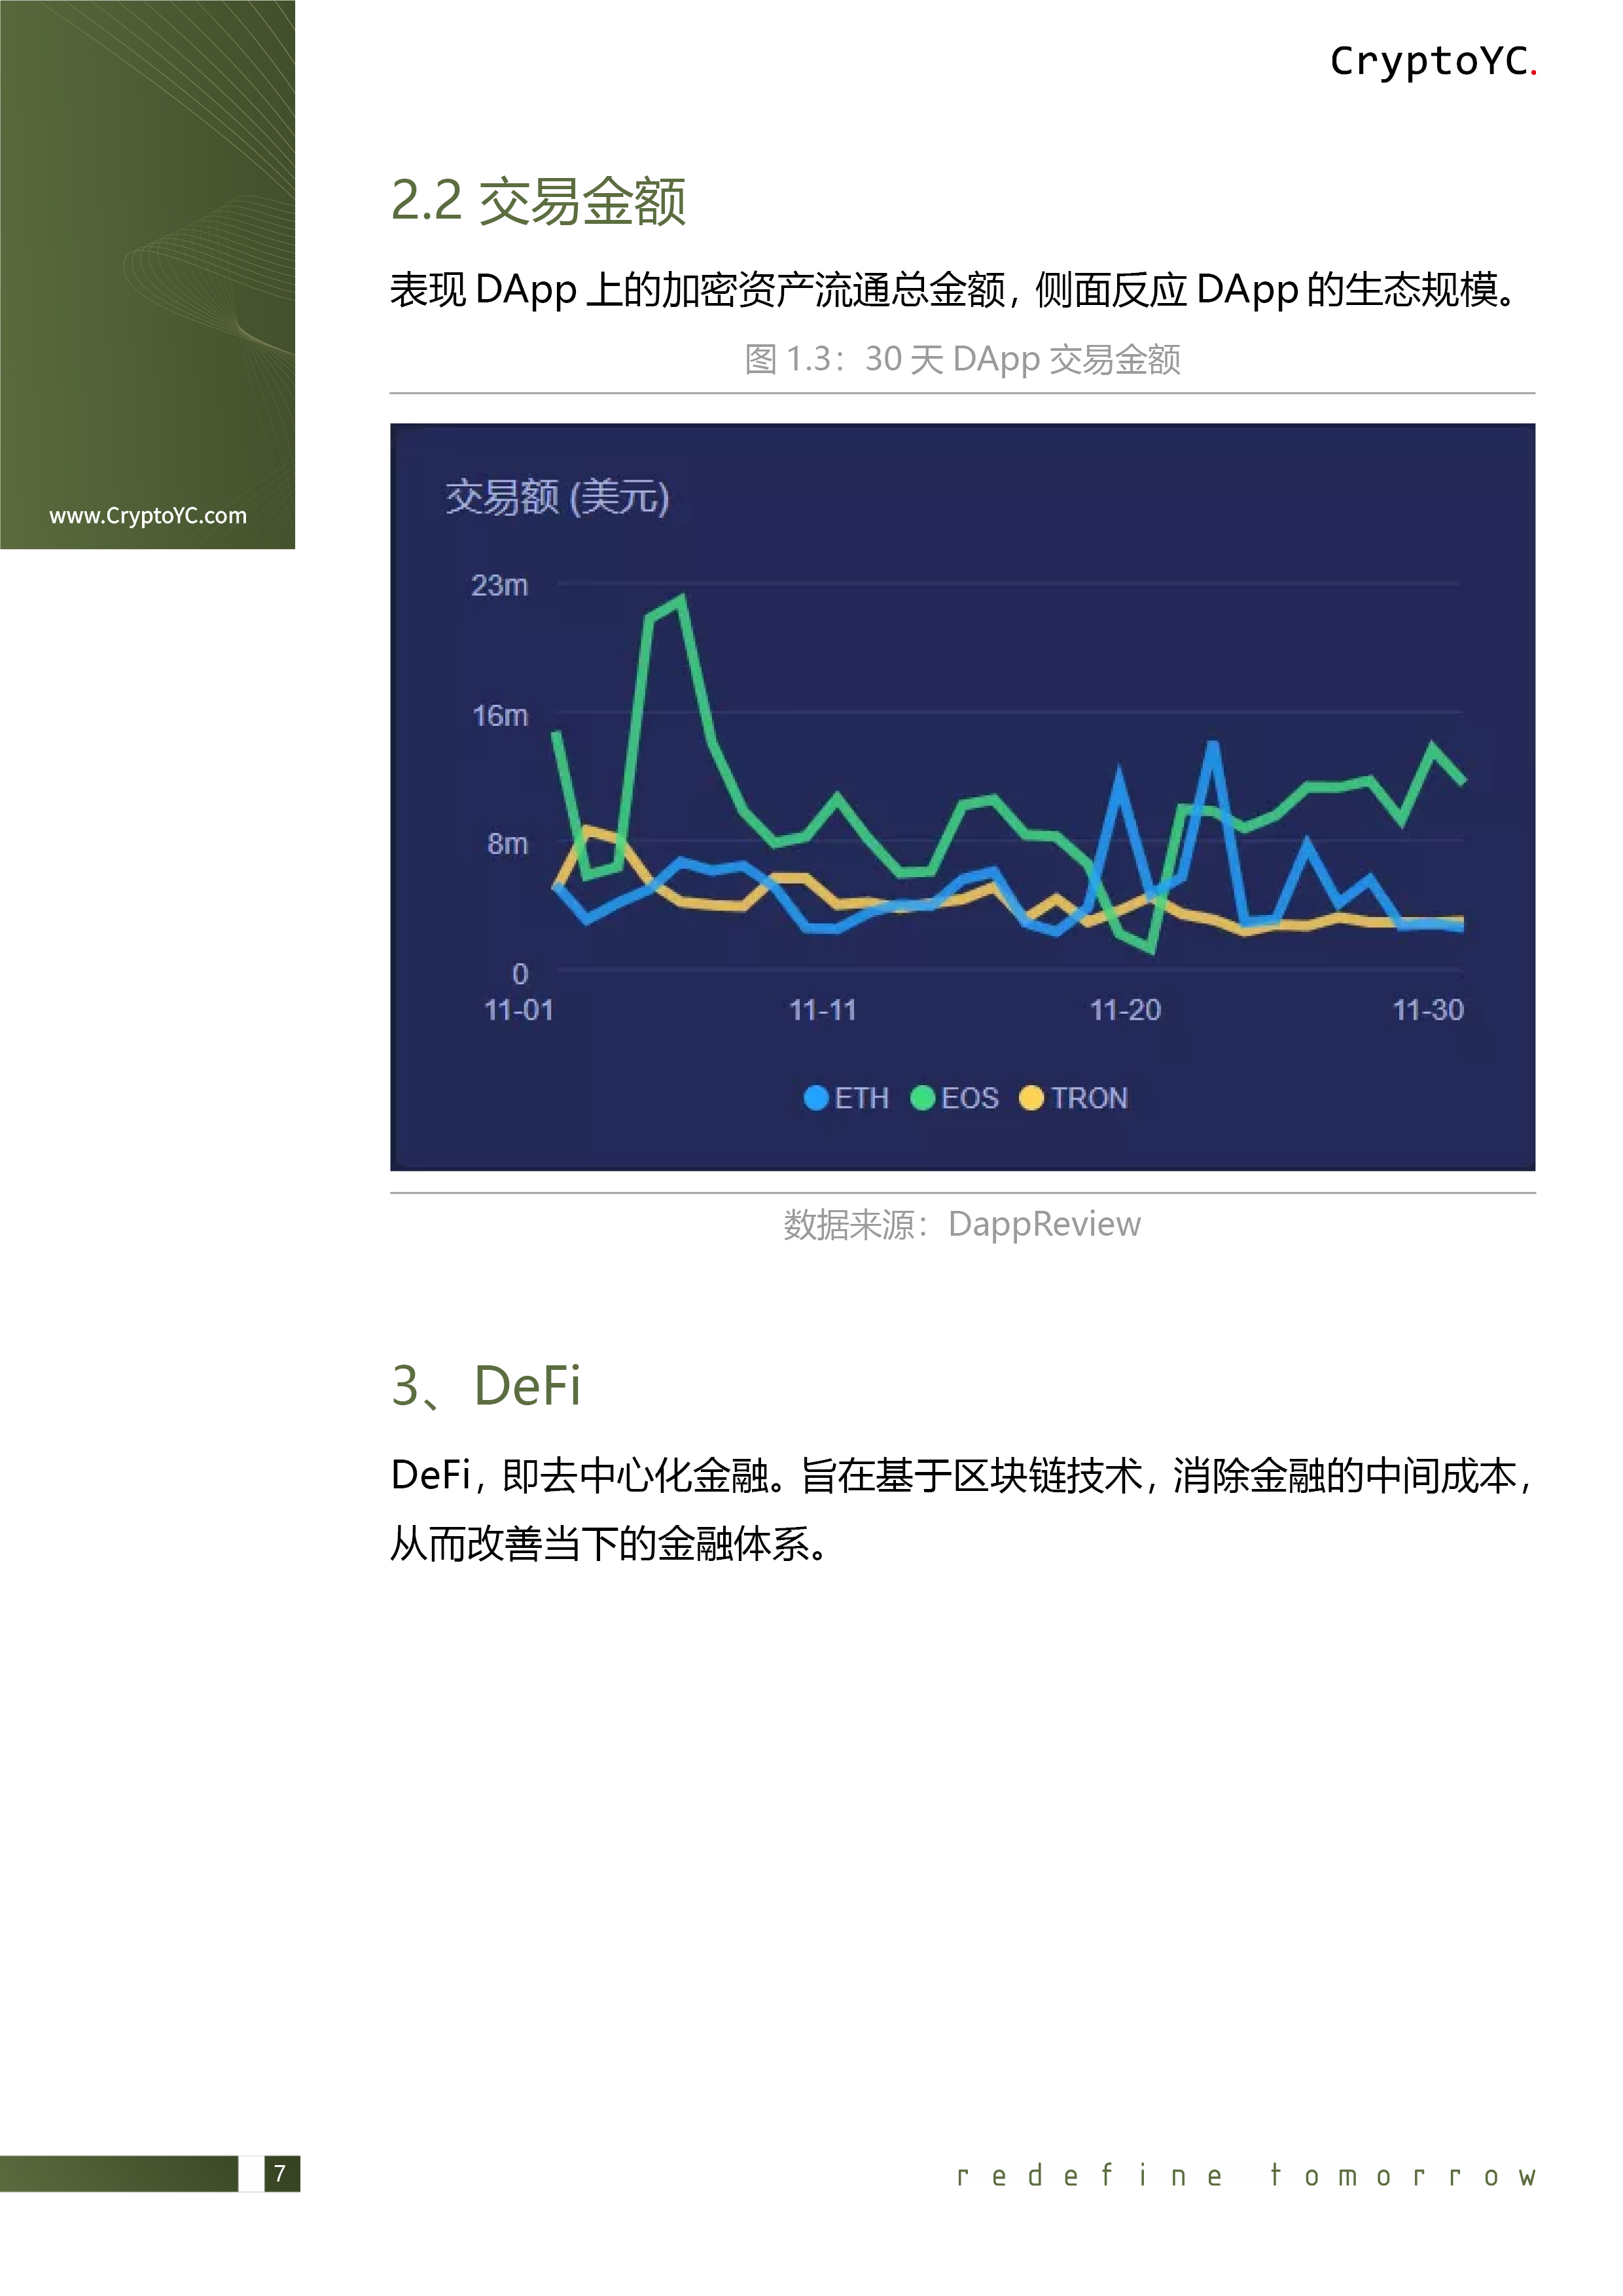 CryptoYC.
www.CryptoYC.com
2.2 交易金额
表现 DApp 上的加密资产流通总金额，侧面反应 DApp 的生态规模。
图 1.3：30 天 DApp 交易金额
交易额 (美元)
23m
16m
8m
0
11-01 11-11 11-20 11-30
ETH EOS TRON
数据来源：DappReview
3、DeFi
DeFi，即去中心化金融。旨在基于区块链技术，消除金融的中间成本，
从而改善当下的金融体系。
7
redefine tomorrow